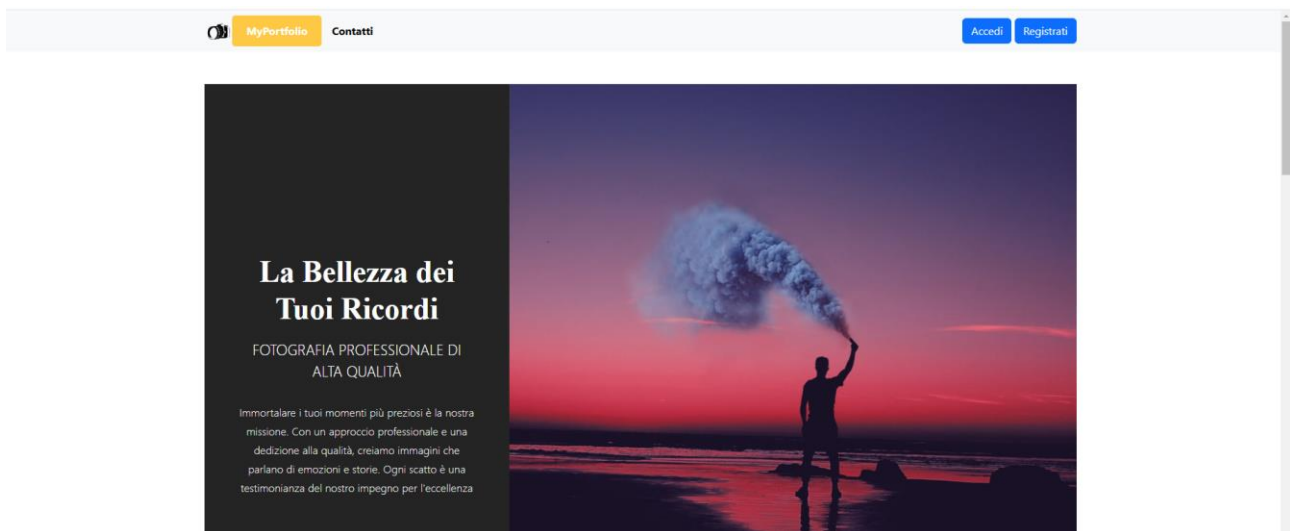 MyPortfolio
Contatti
Accedi
Registrati
La Bellezza dei
Tuoi Ricordi
FOTOGRAFIA PROFESSIONALE DI
ALTA QUALITÀ
Immortalare i tuoi momenti più preziosi è la nostra
missione. Con un approccio professionale e una
dedizione alla qualità, creiamo immagini che
parlano di emozioni e storie. Ogni scatto è una
testimonianza del nostro impegno per l'eccellenza